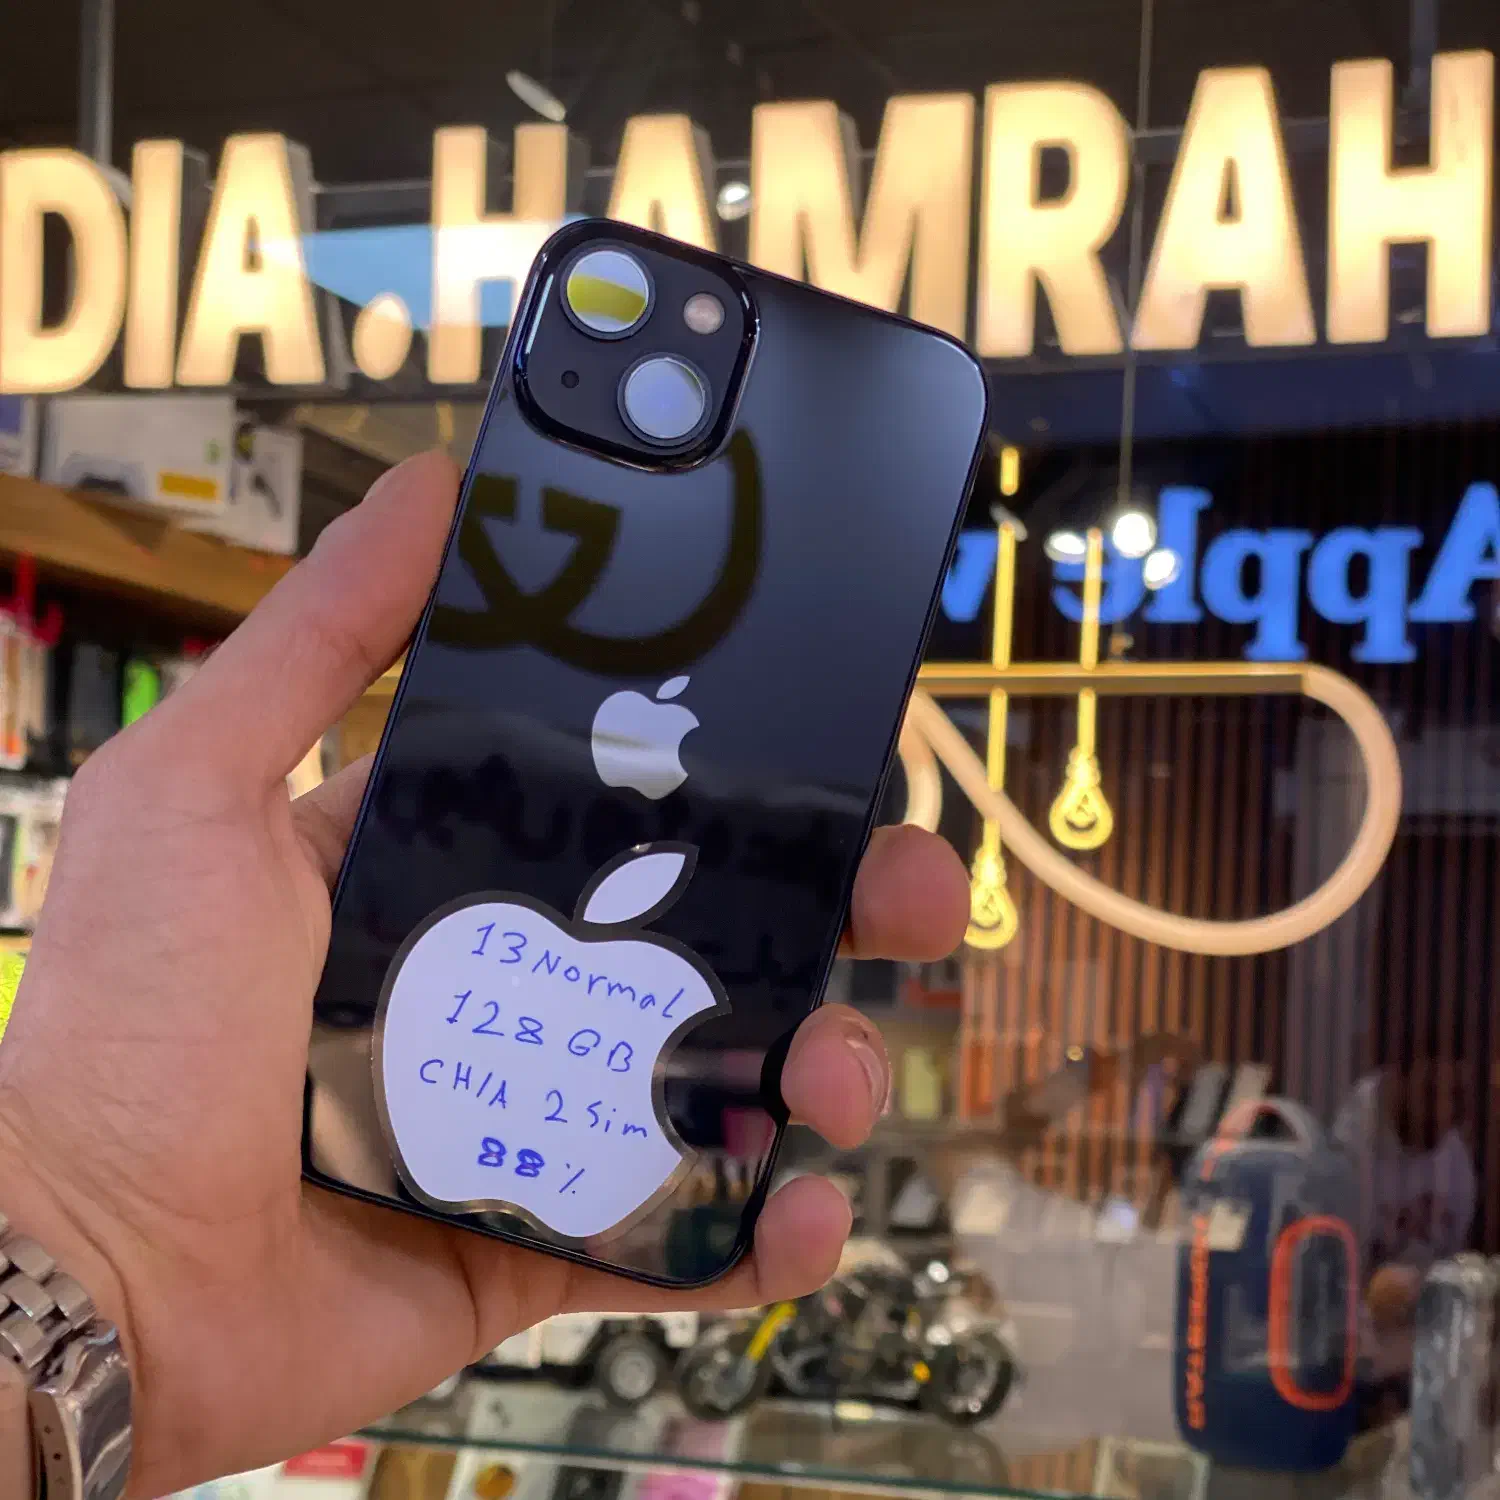 DIA.HAMRAH
Apple
13 Normal
128 GB
CH/A 2 Sim
88 %